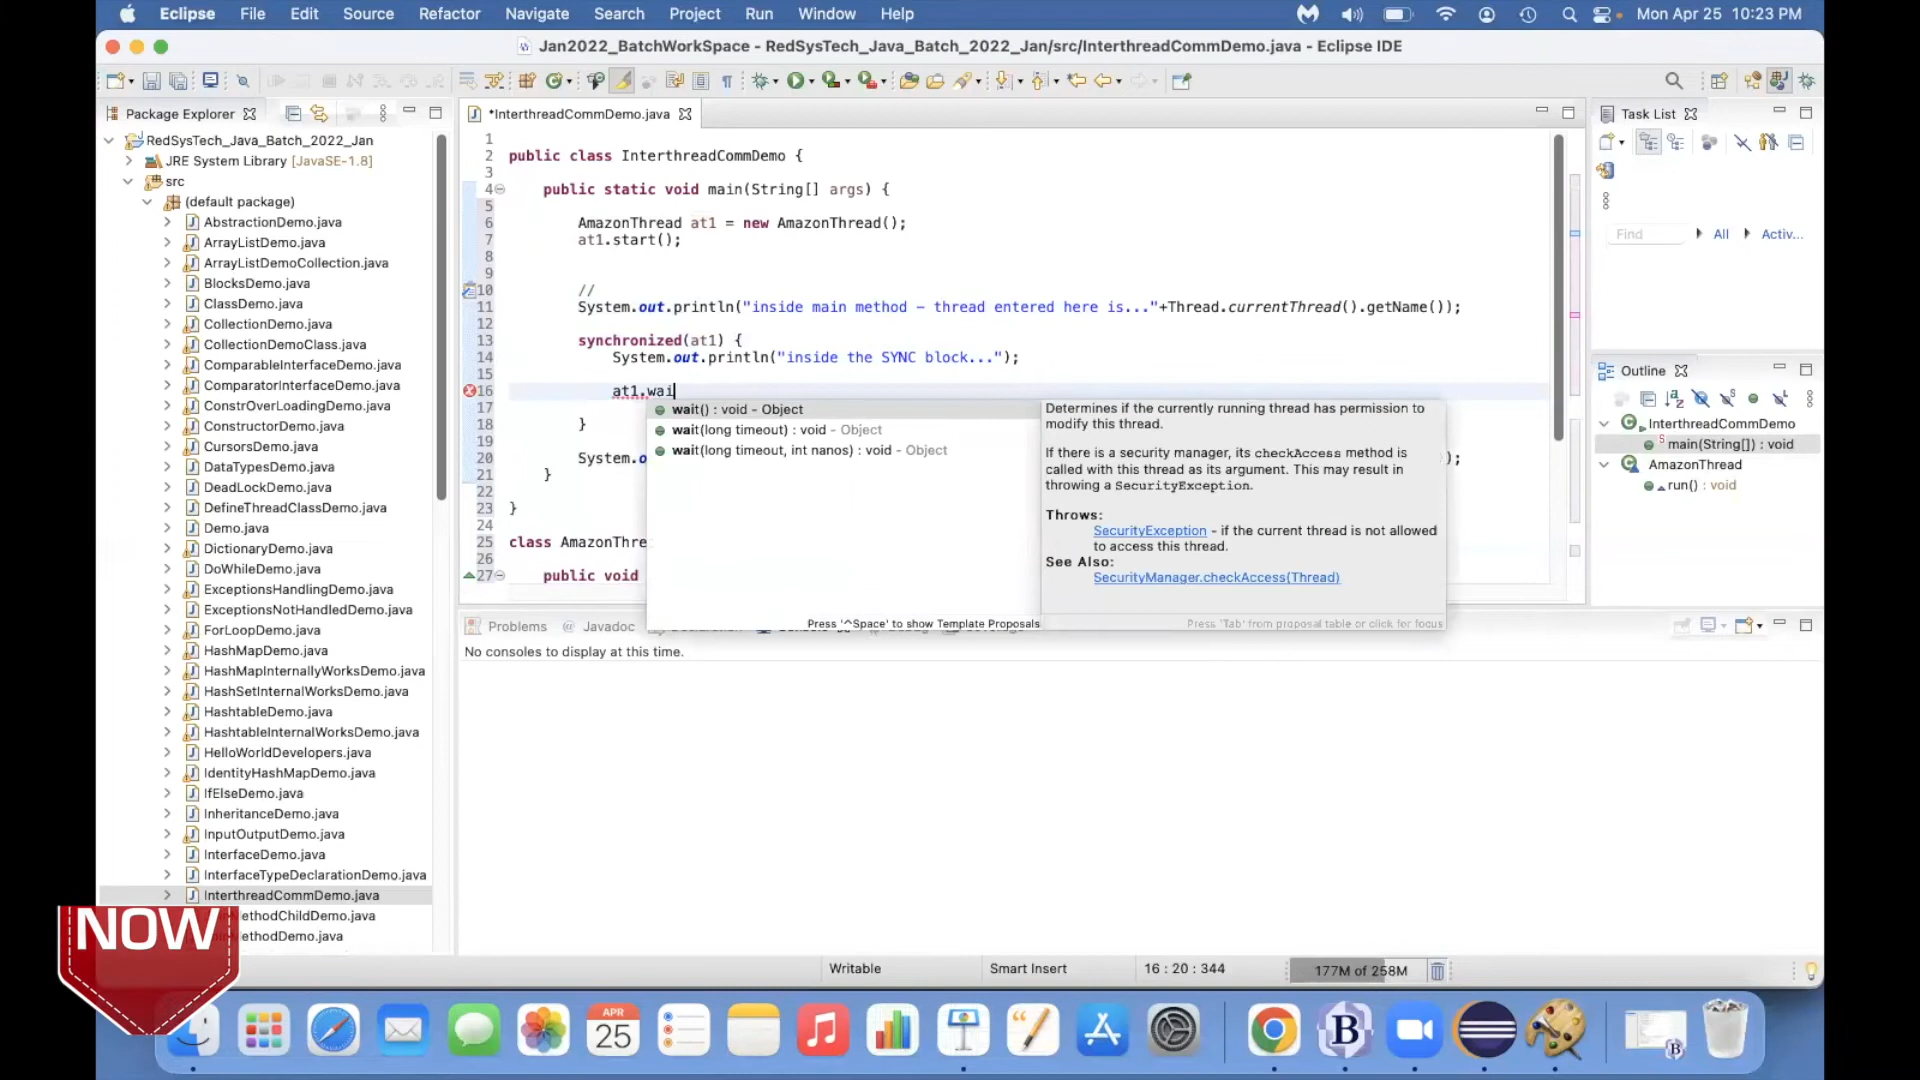 Eclipse File Edit Source Refactor Navigate Search Project Run Window Help Mon Apr 25 10:23 PM
Jan2022_BatchWorkSpace - RedSysTech_Java_Batch_2022_Jan/src/InterthreadCommDemo.java - Eclipse IDE
Package Explorer
RedSysTech_Java_Batch_2022_Jan
JRE System Library [JavaSE-1.8]
src
(default package)
AbstractionDemo.java
ArrayListDemo.java
ArrayListDemoCollection.java
BlocksDemo.java
ClassDemo.java
CollectionDemo.java
CollectionDemoClass.java
ComparableInterfaceDemo.java
ComparatorInterfaceDemo.java
ConstrOverLoadingDemo.java
ConstructorDemo.java
CursorsDemo.java
DataTypesDemo.java
DeadLockDemo.java
DefineThreadClassDemo.java
Demo.java
DictionaryDemo.java
DoWhileDemo.java
ExceptionsHandlingDemo.java
ExceptionsNotHandledDemo.java
ForLoopDemo.java
HashMapDemo.java
HashMapInternallyWorksDemo.java
HashSetInternalWorksDemo.java
HashtableDemo.java
HashtableInternalWorksDemo.java
HelloWorldDevelopers.java
IdentityHashMapDemo.java
IfElseDemo.java
InheritanceDemo.java
InputOutputDemo.java
InterfaceDemo.java
InterfaceTypeDeclarationDemo.java
InterthreadCommDemo.java
MethodChildDemo.java
MethodDemo.java
NOW
*InterthreadCommDemo.java
1
2 public class InterthreadCommDemo {
3
4 public static void main(String[] args) {
5
6 AmazonThread at1 = new AmazonThread();
7 at1.start();
8
9
10 //
11 System.out.println("inside main method - thread entered here is..."+Thread.currentThread().getName());
12
13 synchronized(at1) {
14 System.out.println("inside the SYNC block...");
15
16 at1.wai
17
18 }
19
20 System.o );
21 }
22
23 }
24
25 class AmazonThre
26
27 public void
wait() : void - Object
wait(long timeout) : void - Object
wait(long timeout, int nanos) : void - Object
Press '^Space' to show Template Proposals
Determines if the currently running thread has permission to
modify this thread.
If there is a security manager, its checkAccess method is
called with this thread as its argument. This may result in
throwing a SecurityException.
Throws:
SecurityException - if the current thread is not allowed
to access this thread.
See Also:
SecurityManager.checkAccess(Thread)
Press 'Tab' from proposal table or click for focus
Problems @ Javadoc
No consoles to display at this time.
Task List
Find All Activ...
Outline
InterthreadCommDemo
main(String[]) : void
AmazonThread
run() : void
Writable Smart Insert 16 : 20 : 344 177M of 258M
APR
25